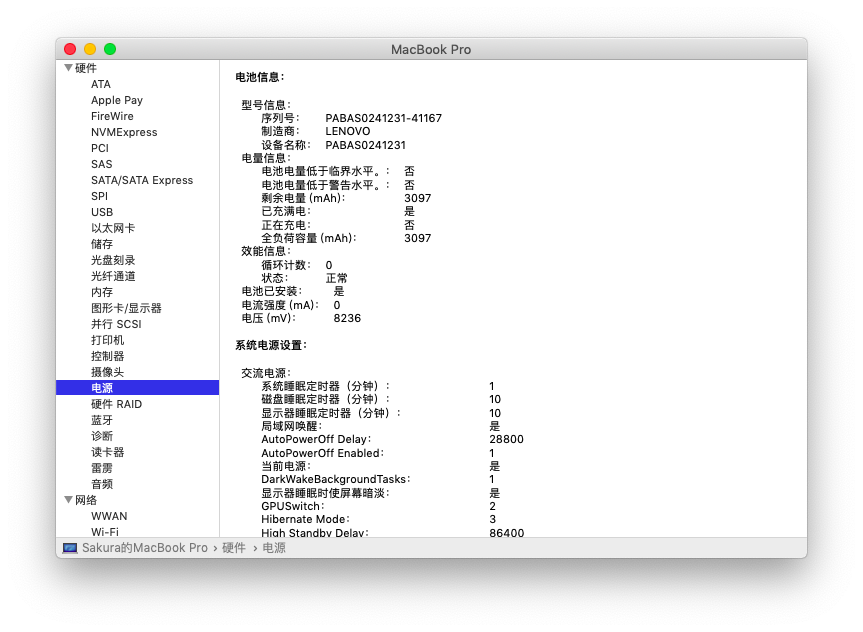 MacBook Pro
硬件
ATA
Apple Pay
FireWire
NVMExpress
PCI
SAS
SATA/SATA Express
SPI
USB
以太网卡
储存
光盘刻录
光纤通道
内存
图形卡/显示器
并行 SCSI
打印机
控制器
摄像头
电源
硬件 RAID
蓝牙
诊断
读卡器
雷雳
音频
网络
WWAN
Wi-Fi
电池信息：
型号信息：
序列号： PABAS0241231-41167
制造商： LENOVO
设备名称： PABAS0241231
电量信息：
电池电量低于临界水平。： 否
电池电量低于警告水平。： 否
剩余电量 (mAh)： 3097
已充满电： 是
正在充电： 否
全负荷容量 (mAh)： 3097
效能信息：
循环计数： 0
状态： 正常
电池已安装： 是
电流强度 (mA)： 0
电压 (mV)： 8236
系统电源设置：
交流电源：
系统睡眠定时器（分钟）： 1
磁盘睡眠定时器（分钟）： 10
显示器睡眠定时器（分钟）： 10
局域网唤醒： 是
AutoPowerOff Delay： 28800
AutoPowerOff Enabled： 1
当前电源： 是
DarkWakeBackgroundTasks： 1
显示器睡眠时使屏幕暗淡： 是
GPUSwitch： 2
Hibernate Mode： 3
High Standby Delay： 86400
Sakura的MacBook Pro › 硬件 › 电源